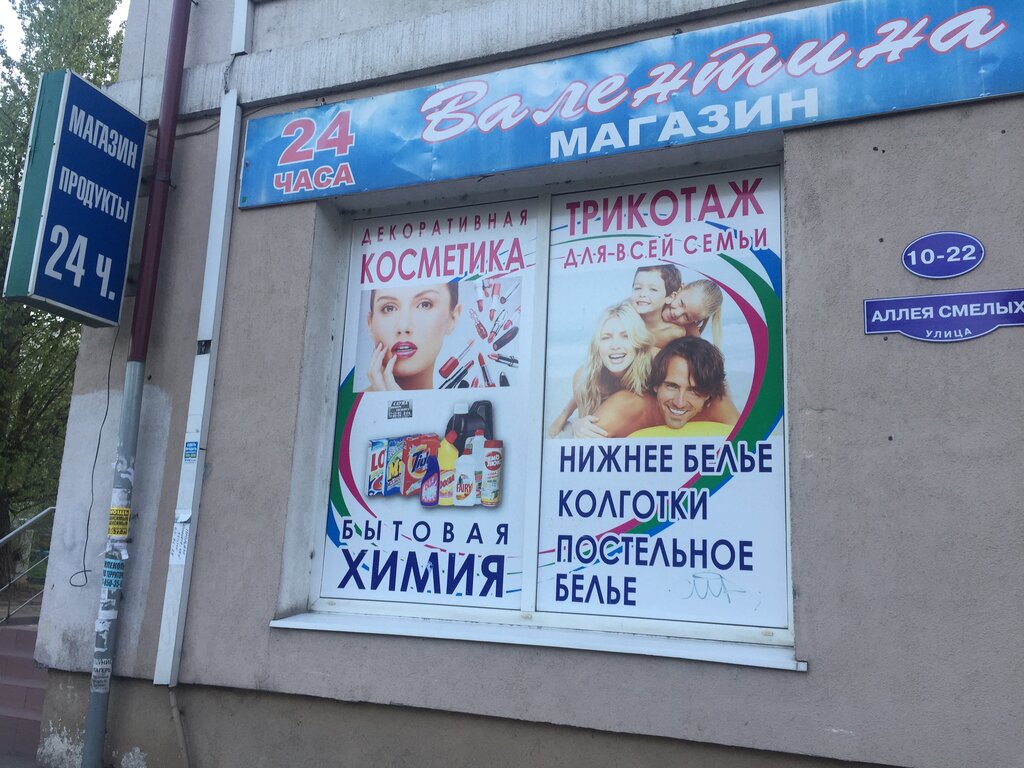 МАГАЗИН
ПРОДУКТЫ
24 ч.
24
ЧАСА
Валентина
МАГАЗИН
ДЕКОРАТИВНАЯ
КОСМЕТИКА
БЫТОВАЯ
ХИМИЯ
ТРИКОТАЖ
ДЛЯ-ВСЕЙ СЕМЬИ
НИЖНЕЕ БЕЛЬЕ
КОЛГОТКИ
ПОСТЕЛЬНОЕ
БЕЛЬЕ
10-22
АЛЛЕЯ СМЕЛЫХ
УЛИЦА
FAIRY